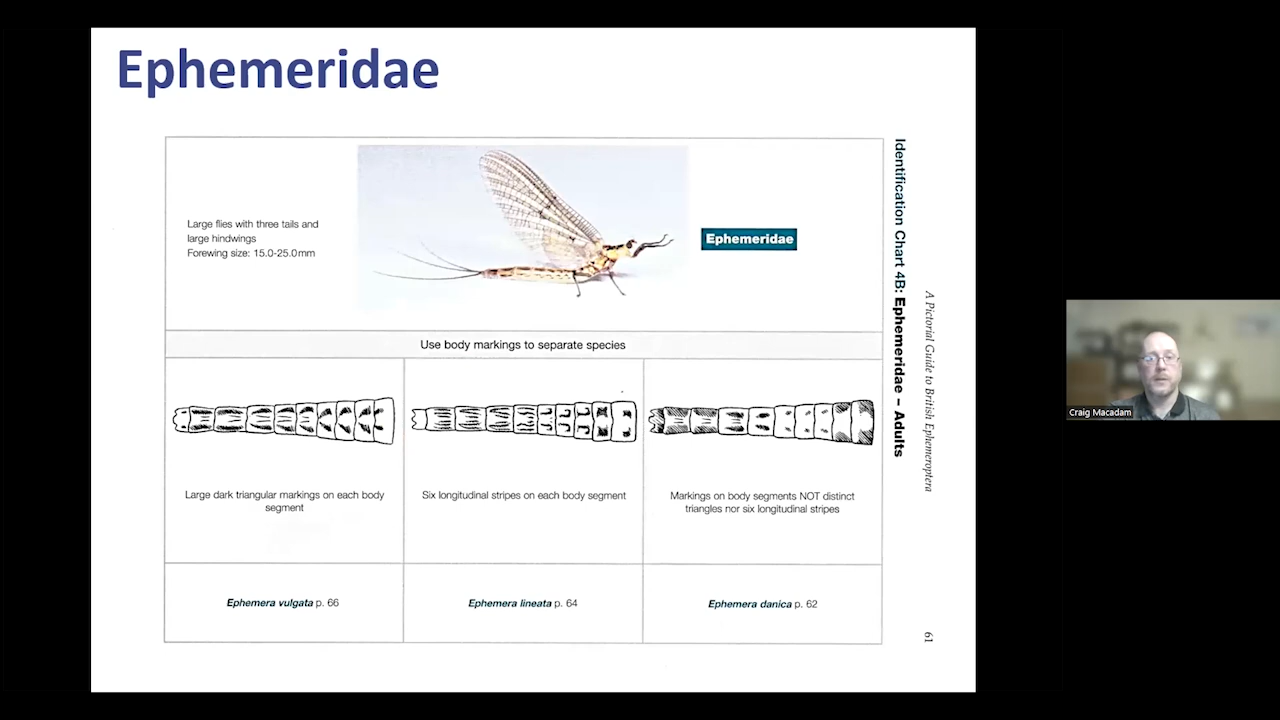 Ephemeridae
Large flies with three tails and
large hindwings
Forewing size: 15.0-25.0mm
Ephemeridae
Use body markings to separate species
Large dark triangular markings on each body
segment
Six longitudinal stripes on each body segment
Markings on body segments NOT distinct
triangles nor six longitudinal stripes
Ephemera vulgata p. 66
Ephemera lineata p. 64
Ephemera danica p. 62
Identification Chart 4B: Ephemeridae – Adults
A Pictorial Guide to British Ephemeroptera
61
Craig Macadam